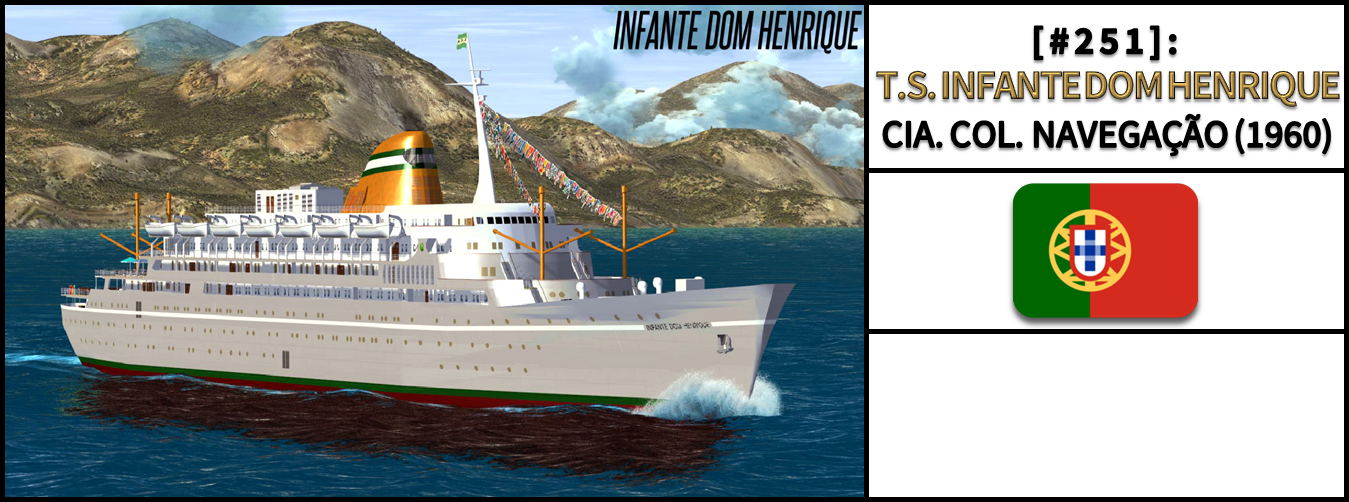 INFANTE DOM HENRIQUE
[#251]:
T.S. INFANTE DOM HENRIQUE
CIA. COL. NAVEGAÇÃO (1960)
INFANTE DOM HENRIQUE